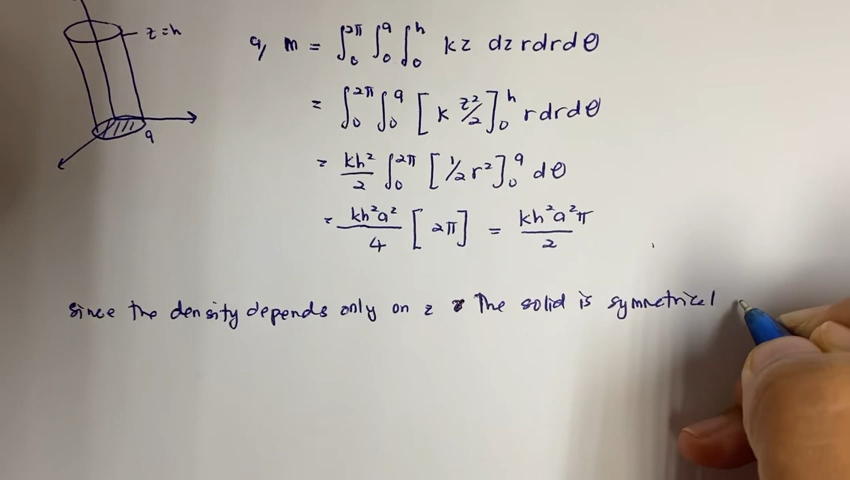 z=h
a
a, m = ∫₀^2π ∫₀^a ∫₀^h kz dz r dr dθ
= ∫₀^2π ∫₀^a [k z²/2]₀^h r dr dθ
= kh²/2 ∫₀^2π [1/2 r²]₀^a dθ
= kh²a²/4 [2π] = kh²a²π/2
since the density depends only on z & the solid is symmetrical